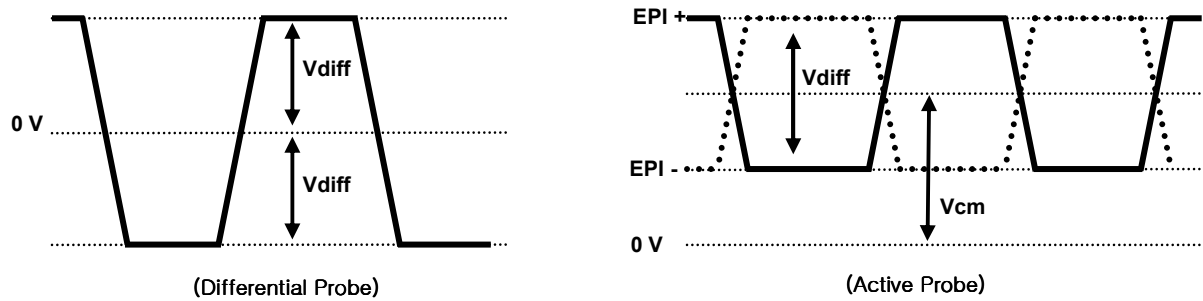 Vdiff
0 V
Vdiff
(Differential Probe)
EPI +
Vdiff
EPI -
Vcm
0 V
(Active Probe)